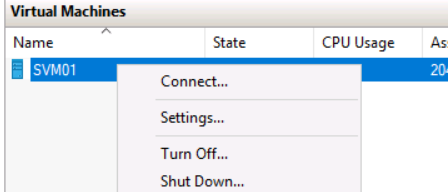 Virtual Machines
Name State CPU Usage
SVM01
Connect...
Settings...
Turn Off...
Shut Down...